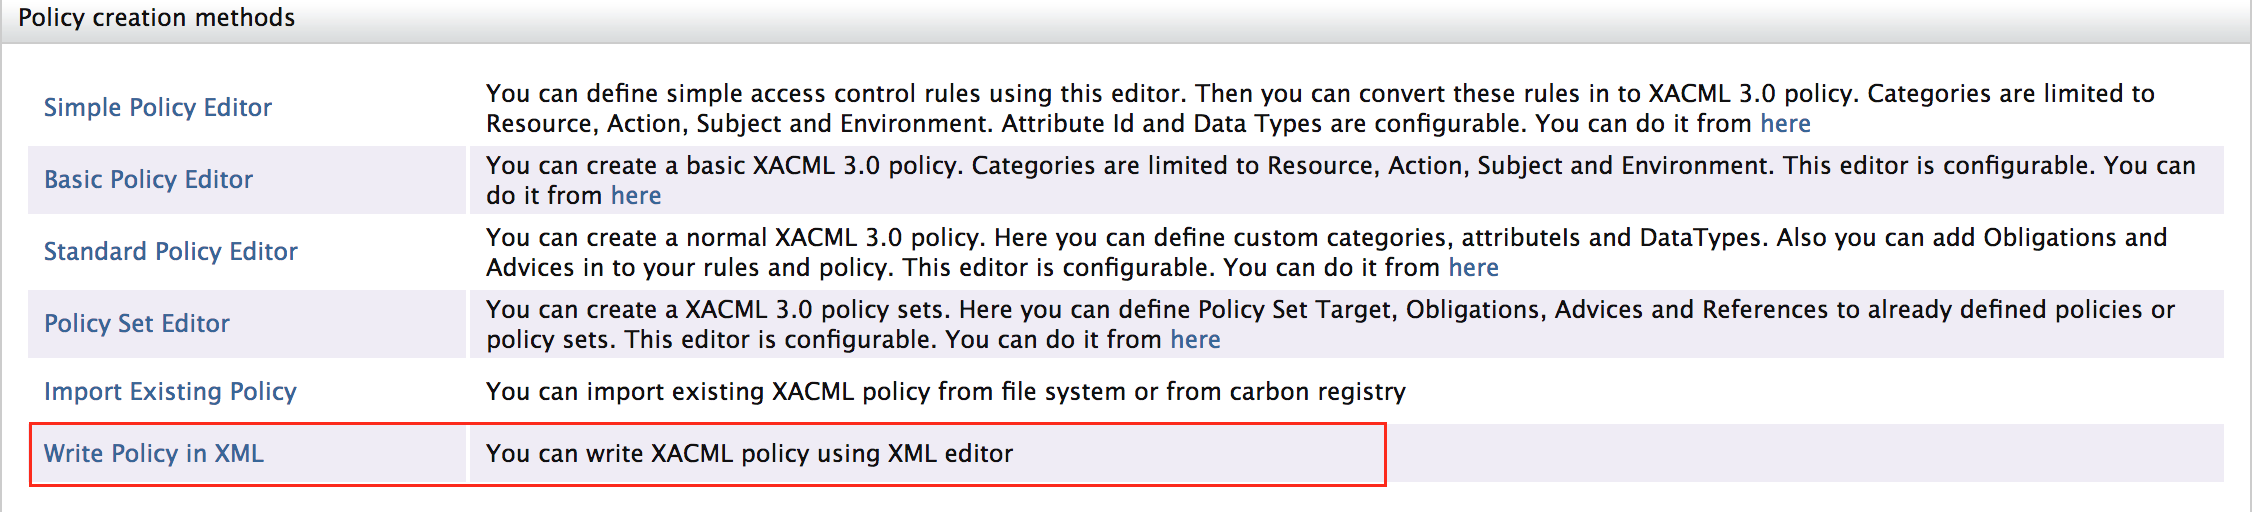 Policy creation methods
Simple Policy Editor
You can define simple access control rules using this editor. Then you can convert these rules in to XACML 3.0 policy. Categories are limited to
Resource, Action, Subject and Environment. Attribute Id and Data Types are configurable. You can do it from here
Basic Policy Editor
You can create a basic XACML 3.0 policy. Categories are limited to Resource, Action, Subject and Environment. This editor is configurable. You can
do it from here
Standard Policy Editor
You can create a normal XACML 3.0 policy. Here you can define custom categories, attributeIs and DataTypes. Also you can add Obligations and
Advices in to your rules and policy. This editor is configurable. You can do it from here
Policy Set Editor
You can create a XACML 3.0 policy sets. Here you can define Policy Set Target, Obligations, Advices and References to already defined policies or
policy sets. This editor is configurable. You can do it from here
Import Existing Policy
You can import existing XACML policy from file system or from carbon registry
Write Policy in XML
You can write XACML policy using XML editor